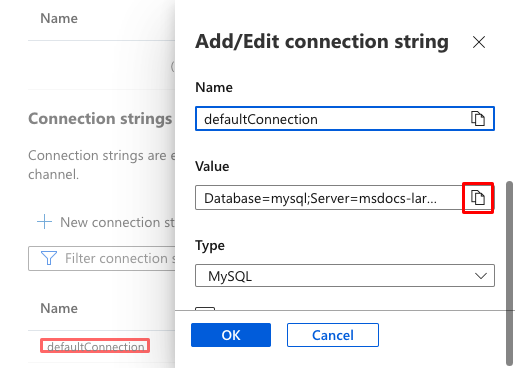 Name
Connection strings
Connection strings are e
channel.
New connection st
Filter connection s
Name
defaultConnection
Add/Edit connection string
Name
defaultConnection
Value
Database=mysql;Server=msdocs-lar...
Type
MySQL
OK
Cancel